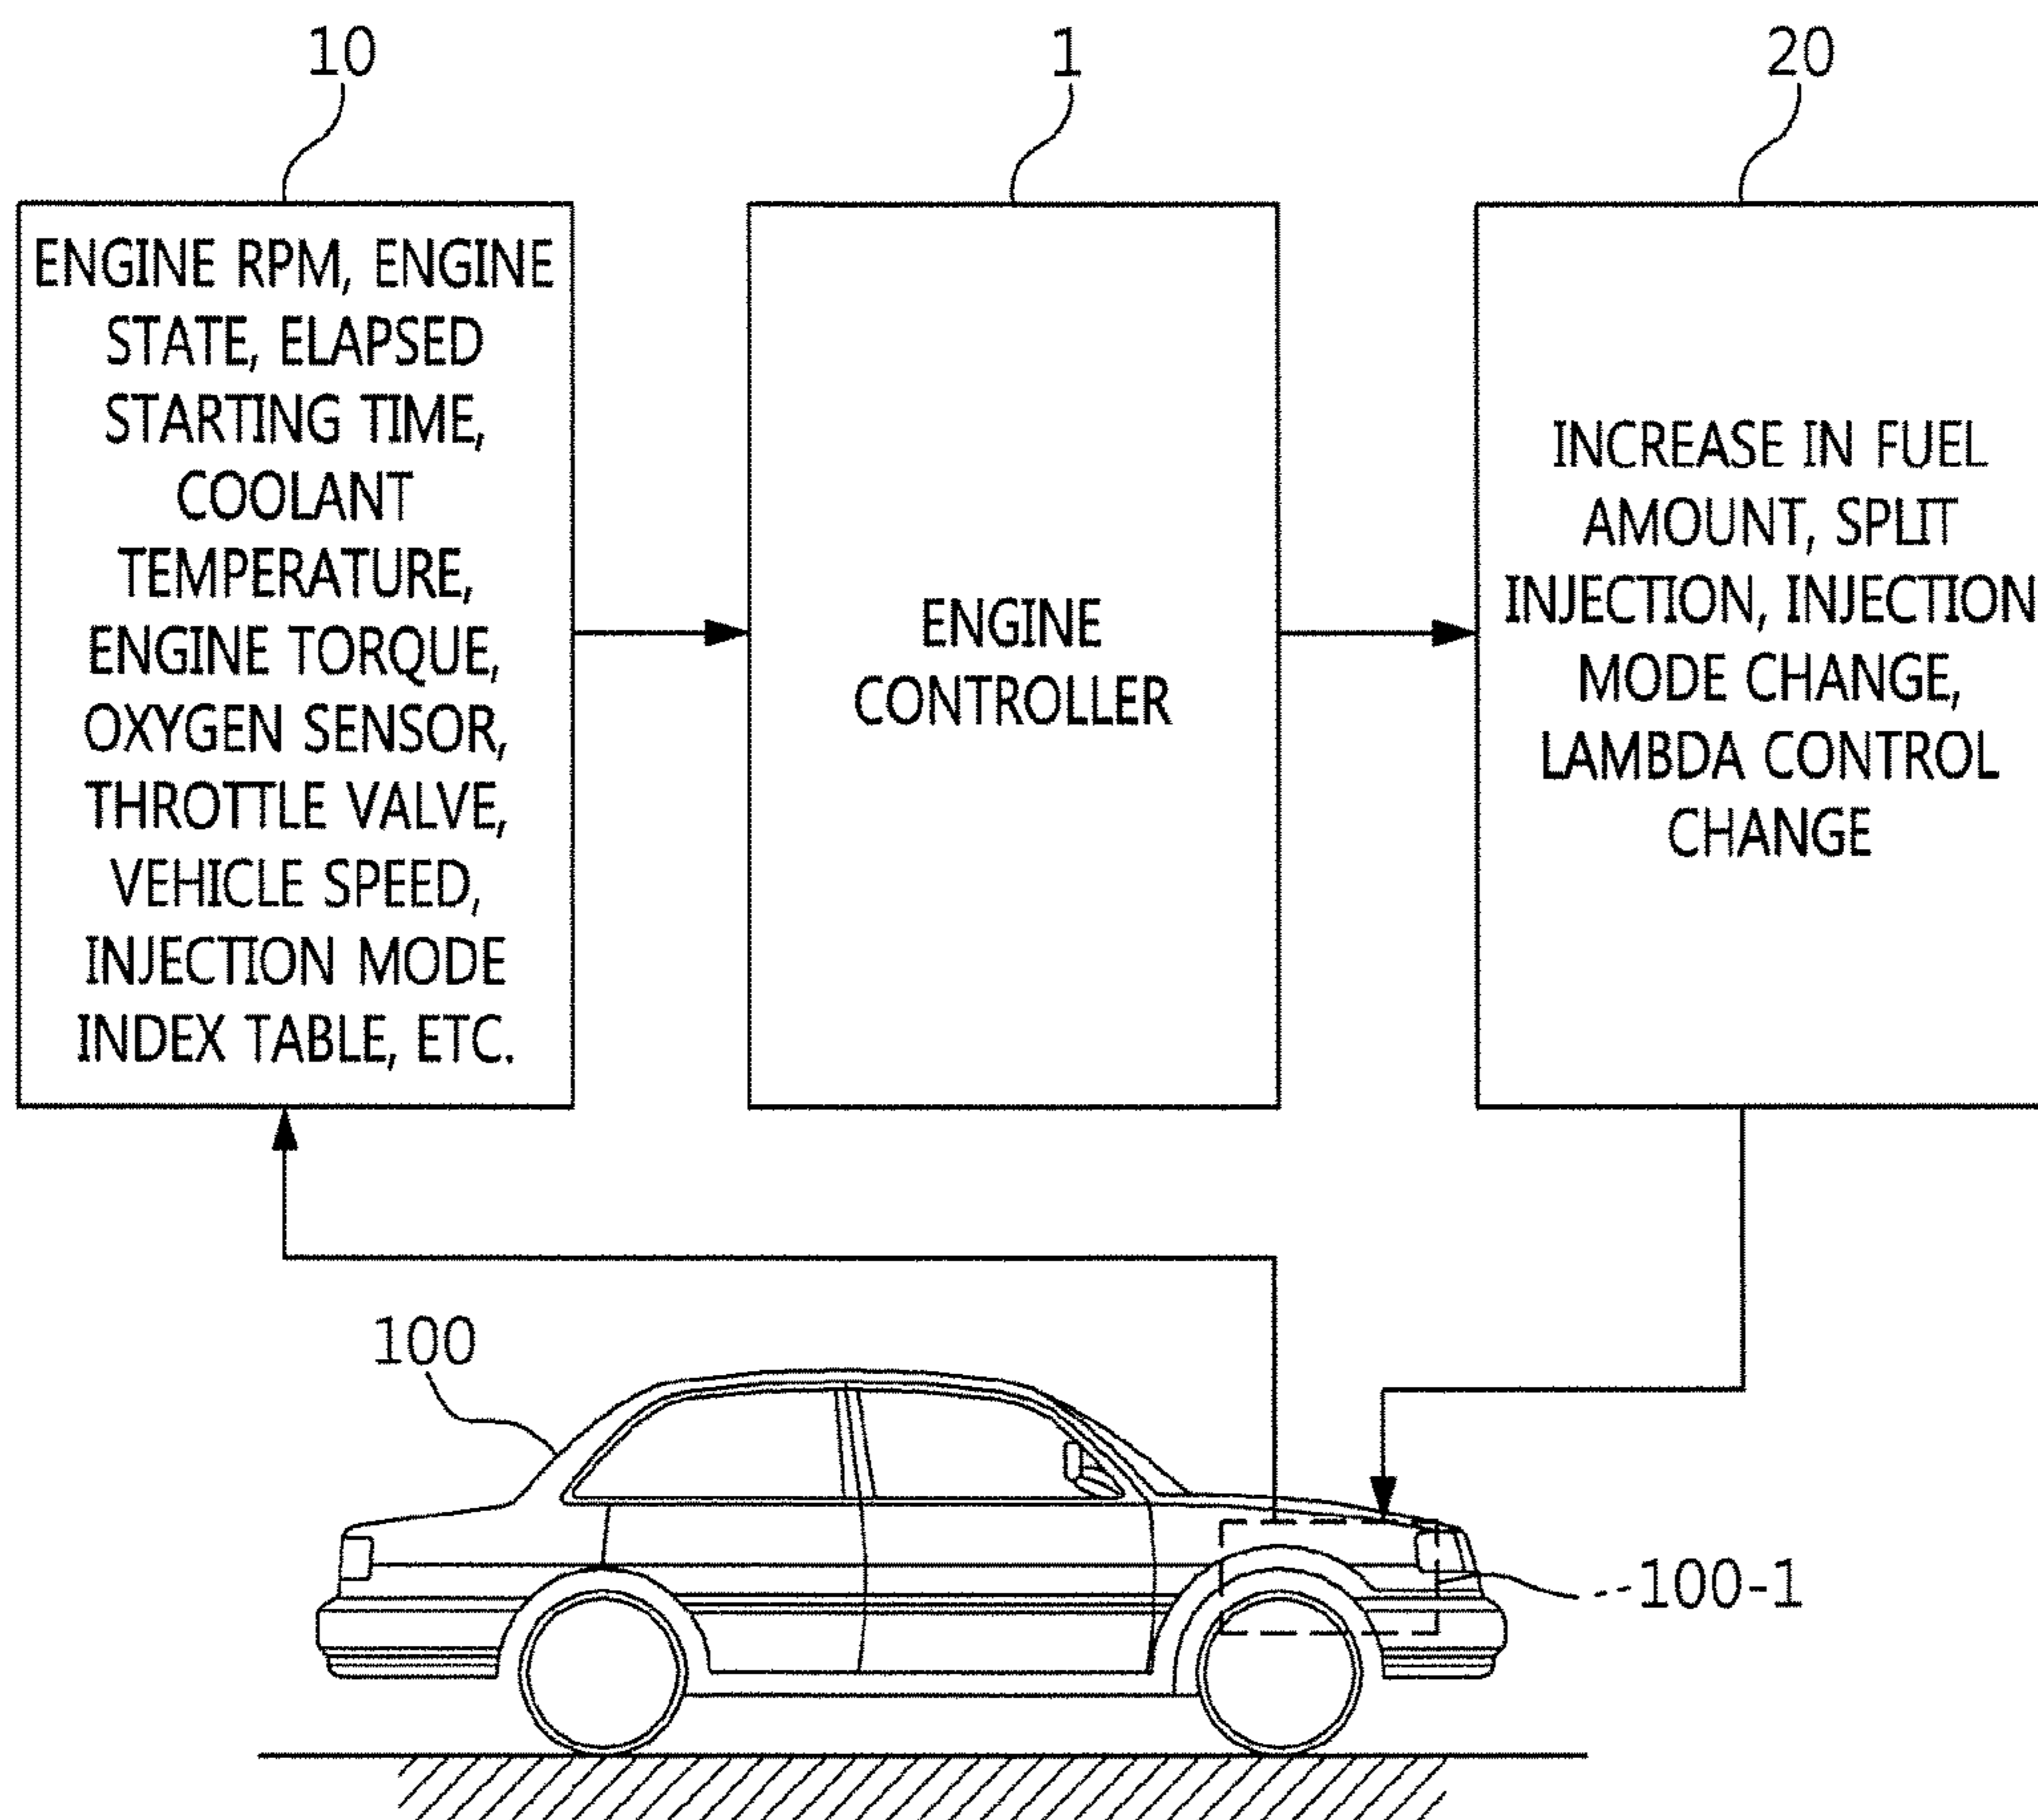 10
1
20
ENGINE RPM, ENGINE
STATE, ELAPSED
STARTING TIME,
COOLANT
TEMPERATURE,
ENGINE TORQUE,
OXYGEN SENSOR,
THROTTLE VALVE,
VEHICLE SPEED,
INJECTION MODE
INDEX TABLE, ETC.
ENGINE
CONTROLLER
INCREASE IN FUEL
AMOUNT, SPLIT
INJECTION, INJECTION
MODE CHANGE,
LAMBDA CONTROL
CHANGE
100
100-1